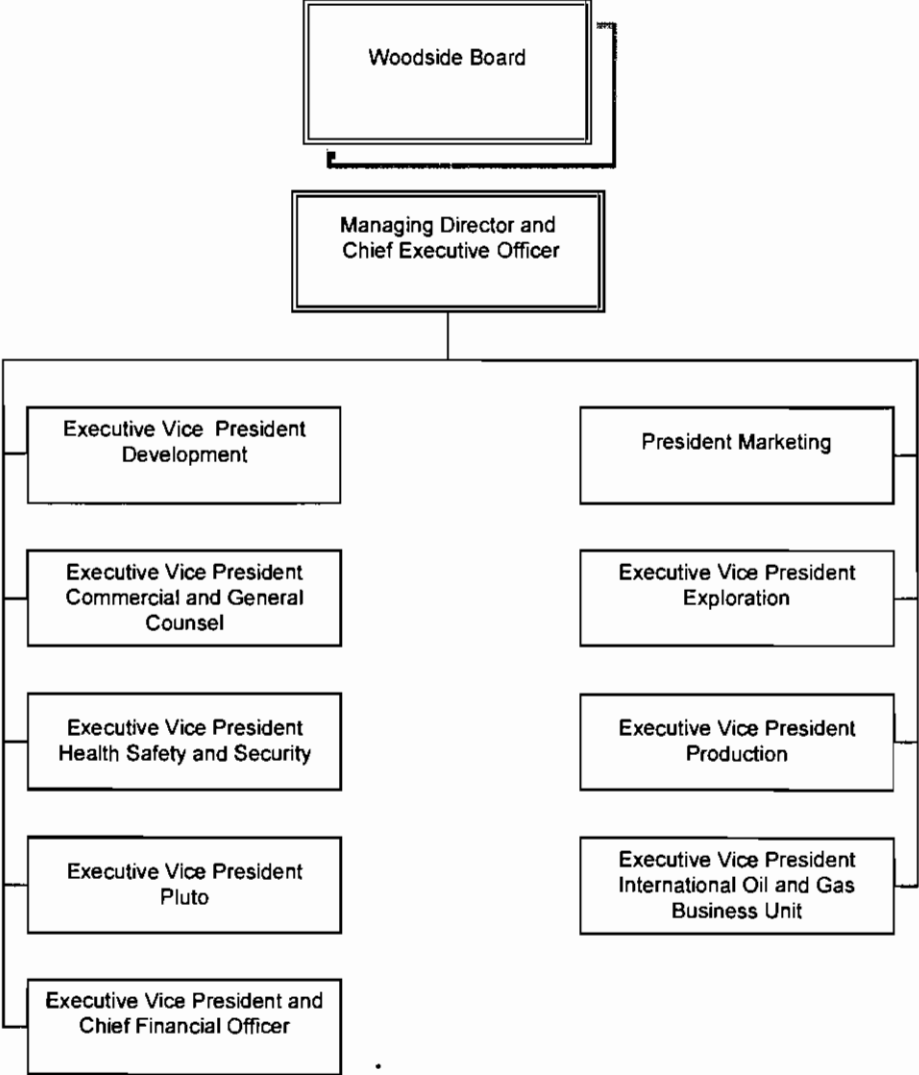 Woodside Board
Managing Director and
Chief Executive Officer
Executive Vice President
Development
Executive Vice President
Commercial and General
Counsel
Executive Vice President
Health Safety and Security
Executive Vice President
Pluto
Executive Vice President and
Chief Financial Officer
President Marketing
Executive Vice President
Exploration
Executive Vice President
Production
Executive Vice President
International Oil and Gas
Business Unit